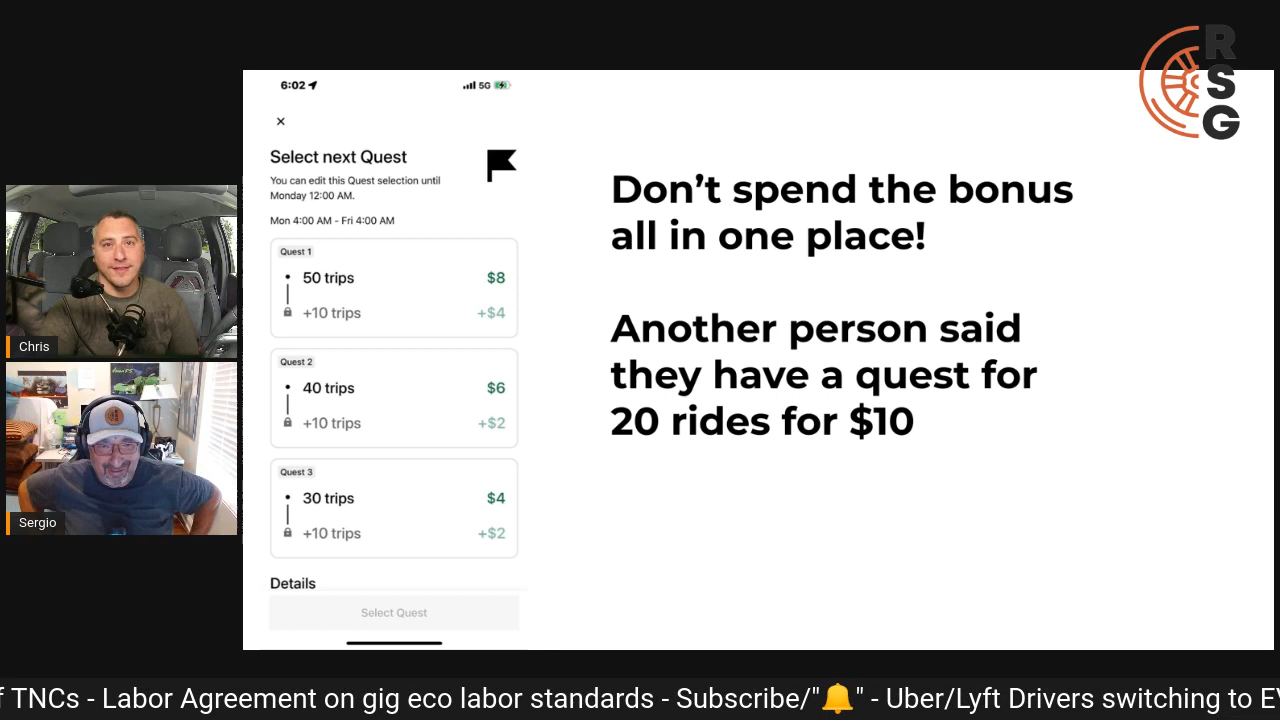 R
S
G
6:02
5G
×
Select next Quest
You can edit this Quest selection until
Monday 12:00 AM.
Mon 4:00 AM - Fri 4:00 AM
Quest 1
50 trips $8
+10 trips +$4
Quest 2
40 trips $6
+10 trips +$2
Quest 3
30 trips $4
+10 trips +$2
Details
Select Quest
Don’t spend the bonus
all in one place!
Another person said
they have a quest for
20 rides for $10
Chris
Sergio
f TNCs - Labor Agreement on gig eco labor standards - Subscribe/"🔔" - Uber/Lyft Drivers switching to E